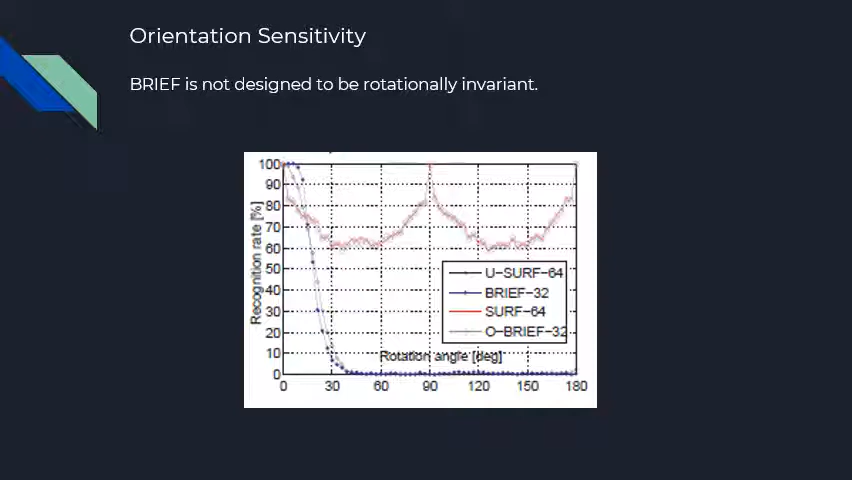 Orientation Sensitivity
BRIEF is not designed to be rotationally invariant.
100
90
80
70
60
50
40
30
20
10
0
Recognition rate [%]
U-SURF-64
BRIEF-32
SURF-64
O-BRIEF-32
Rotation angle [deg]
0 30 60 90 120 150 180